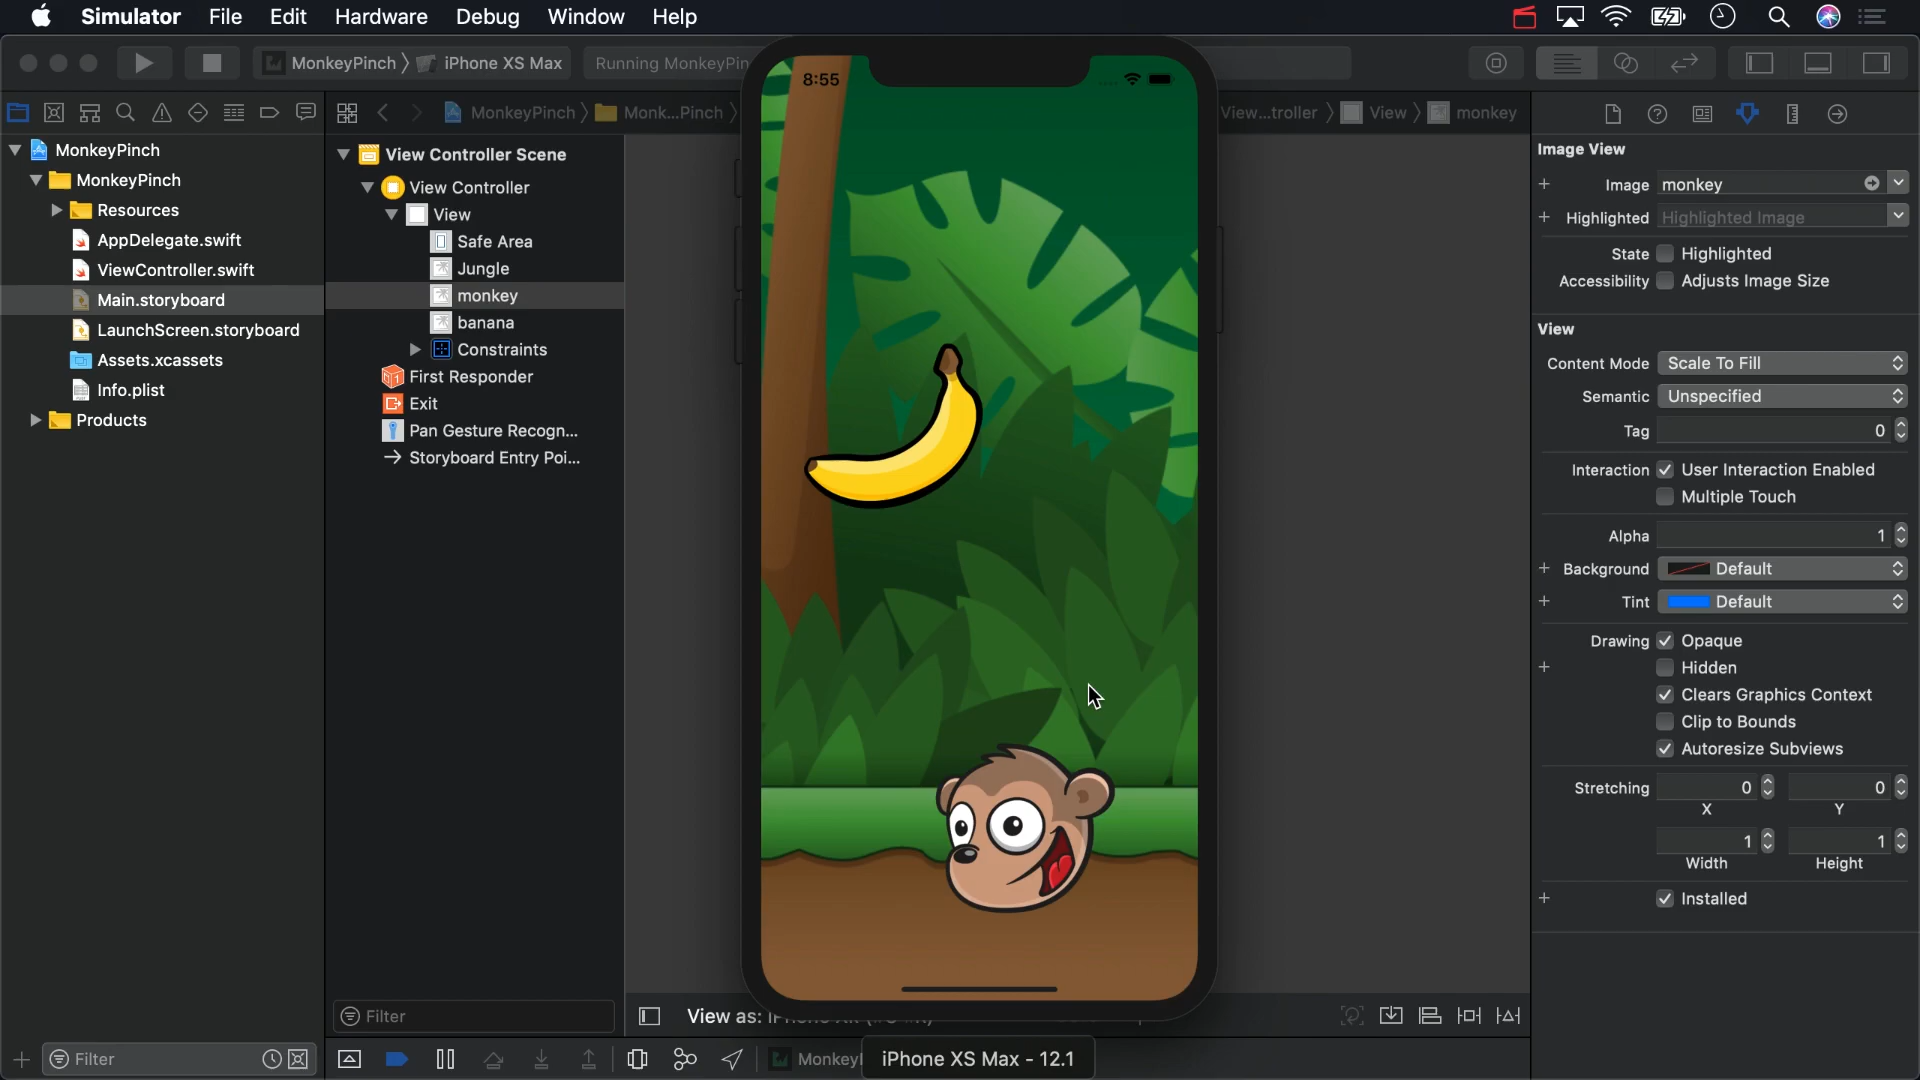 Simulator File Edit Hardware Debug Window Help
MonkeyPinch iPhone XS Max Running MonkeyPin
8:55
MonkeyPinch Monk...Pinch View...troller View monkey
MonkeyPinch
MonkeyPinch
Resources
AppDelegate.swift
ViewController.swift
Main.storyboard
LaunchScreen.storyboard
Assets.xcassets
Info.plist
Products
View Controller Scene
View Controller
View
Safe Area
Jungle
monkey
banana
Constraints
First Responder
Exit
Pan Gesture Recogn...
Storyboard Entry Poi...
Image View
Image monkey
Highlighted Highlighted Image
State Highlighted
Accessibility Adjusts Image Size
View
Content Mode Scale To Fill
Semantic Unspecified
Tag 0
Interaction User Interaction Enabled
Multiple Touch
Alpha 1
Background Default
Tint Default
Drawing Opaque
Hidden
Clears Graphics Context
Clip to Bounds
Autoresize Subviews
Stretching 0 0
X Y
1 1
Width Height
Installed
Filter
View as:
Filter
Monkey
iPhone XS Max - 12.1